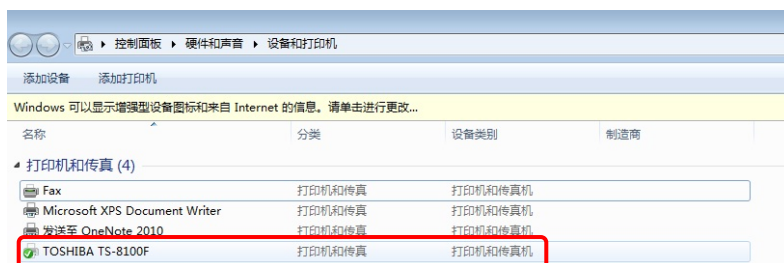 控制面板 ▸ 硬件和声音 ▸ 设备和打印机
添加设备 添加打印机
Windows 可以显示增强型设备图标和来自 Internet 的信息。请单击进行更改...
名称 分类 设备类别 制造商
打印机和传真 (4)
Fax 打印机和传真 打印机和传真机
Microsoft XPS Document Writer 打印机和传真 打印机和传真机
发送至 OneNote 2010 打印机和传真 打印机和传真机
TOSHIBA TS-8100F 打印机和传真 打印机和传真机